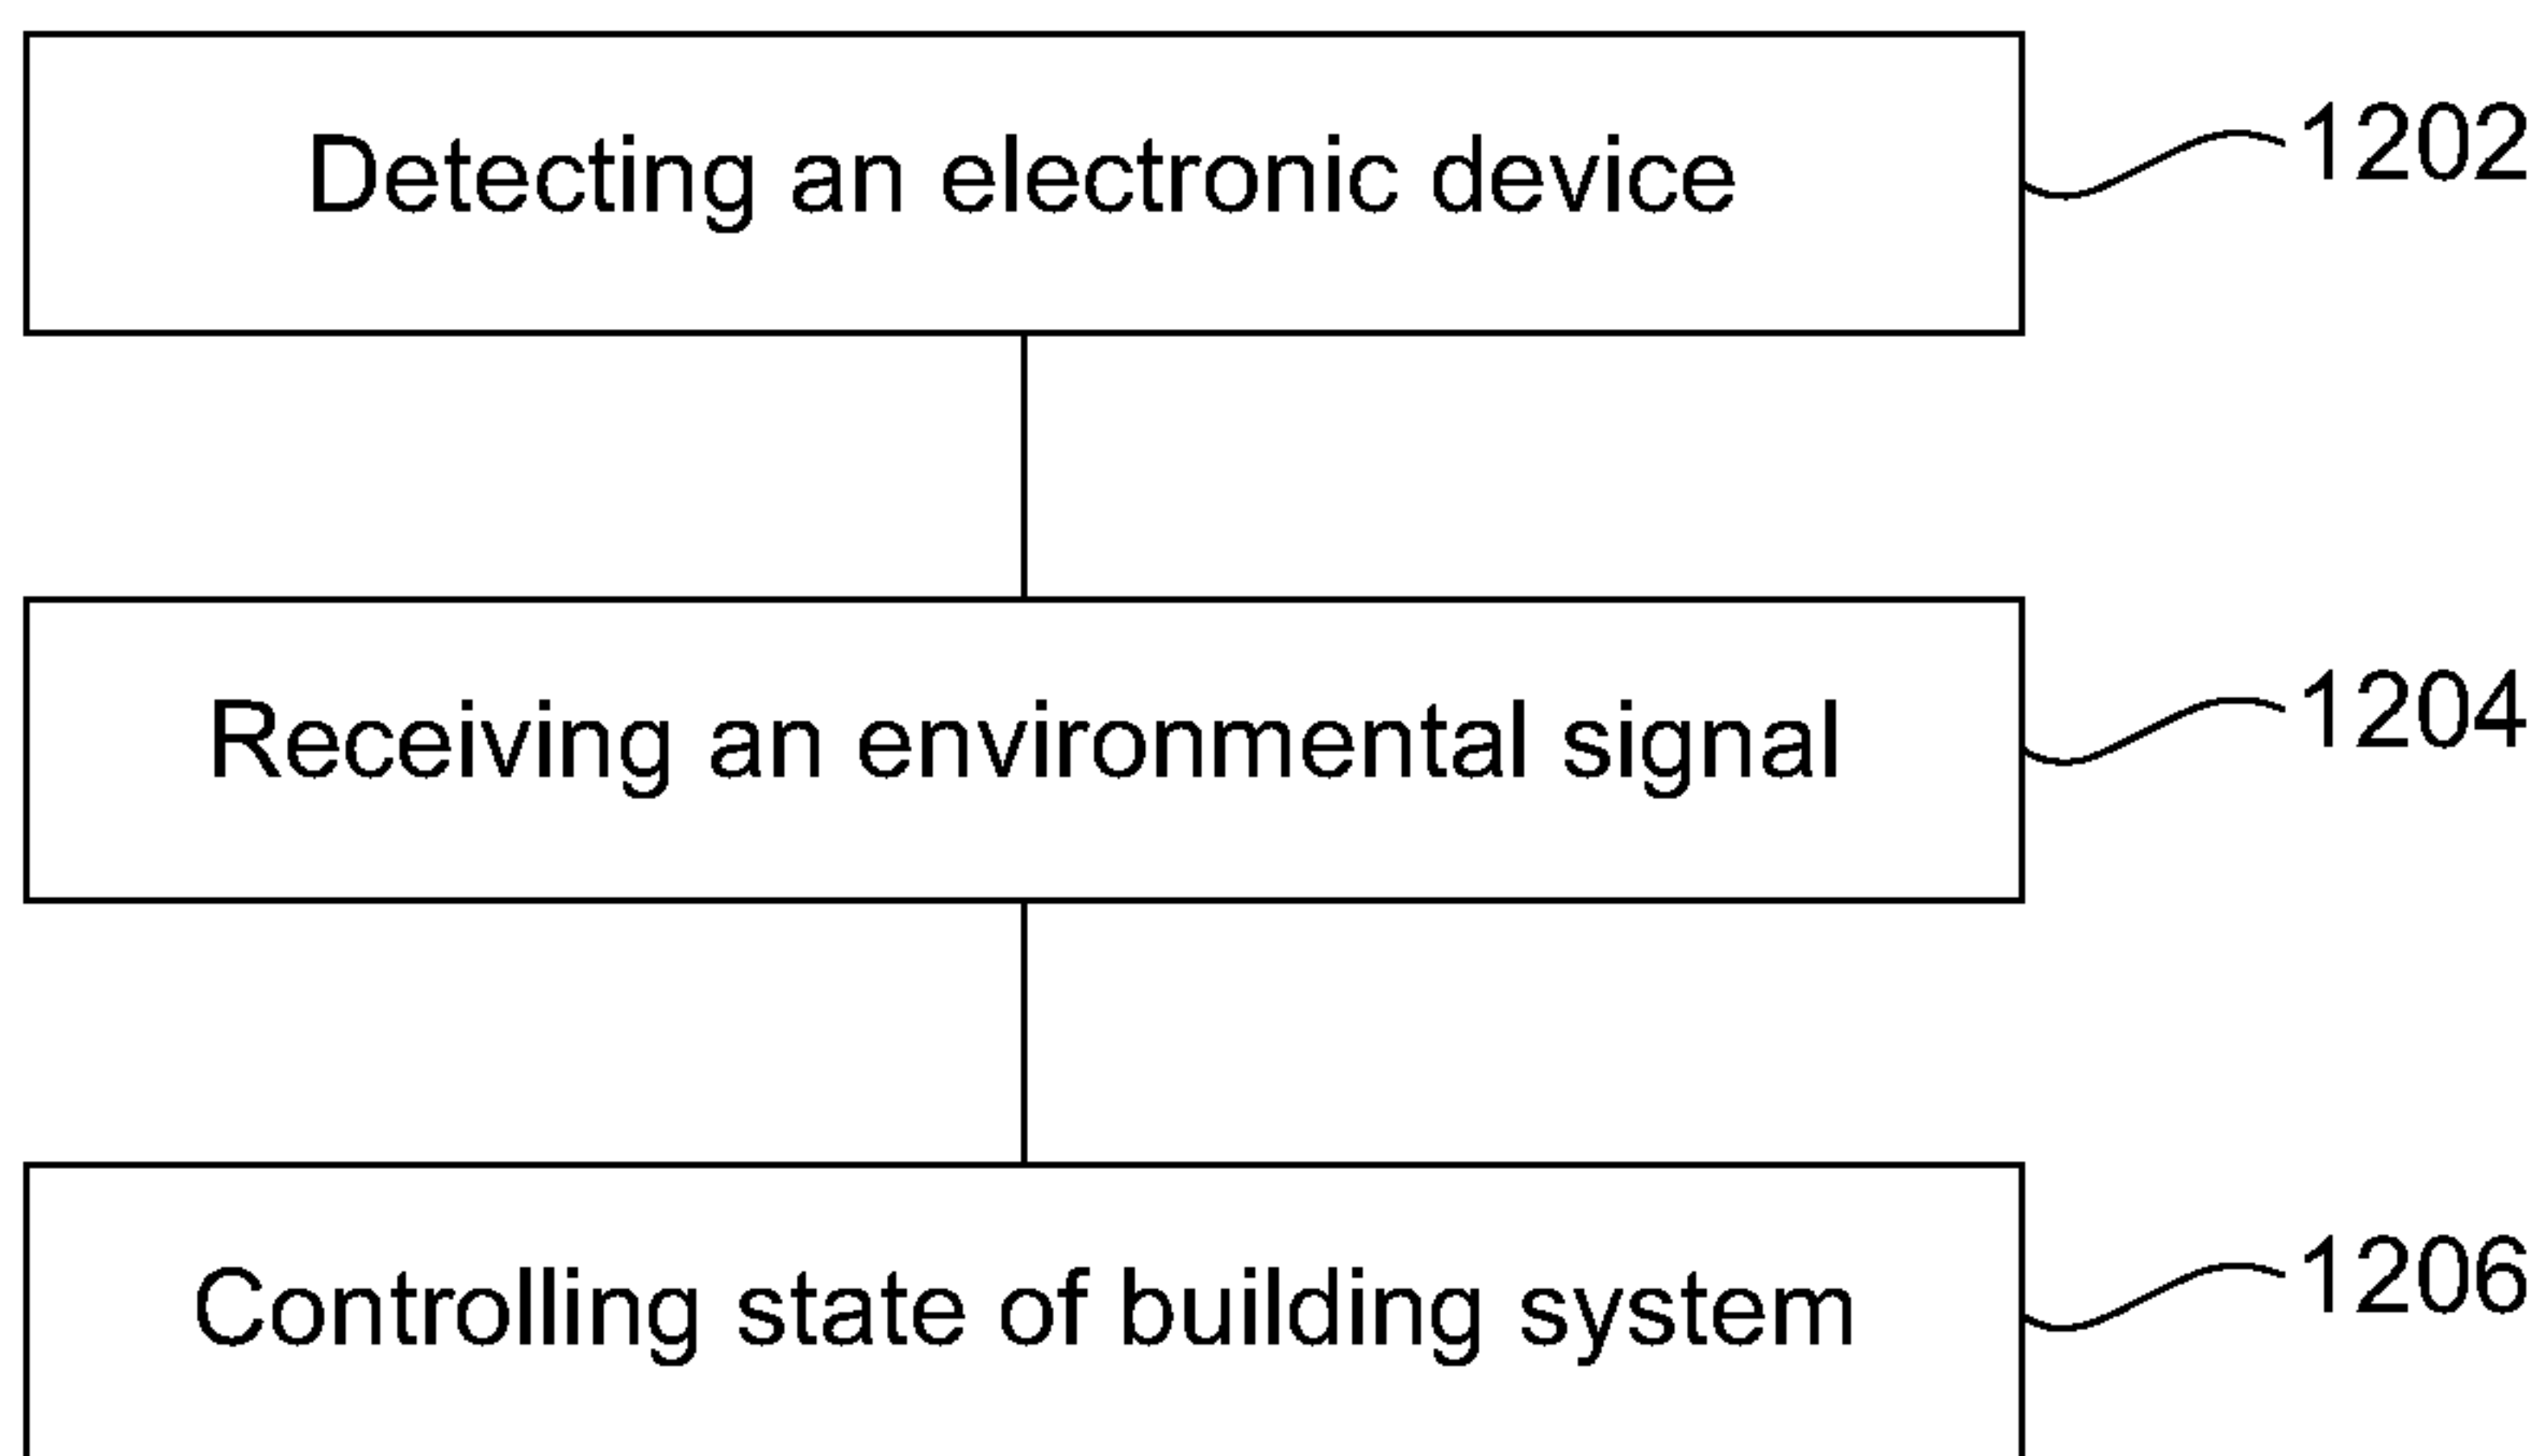 Detecting an electronic device
1202
Receiving an environmental signal
1204
Controlling state of building system
1206